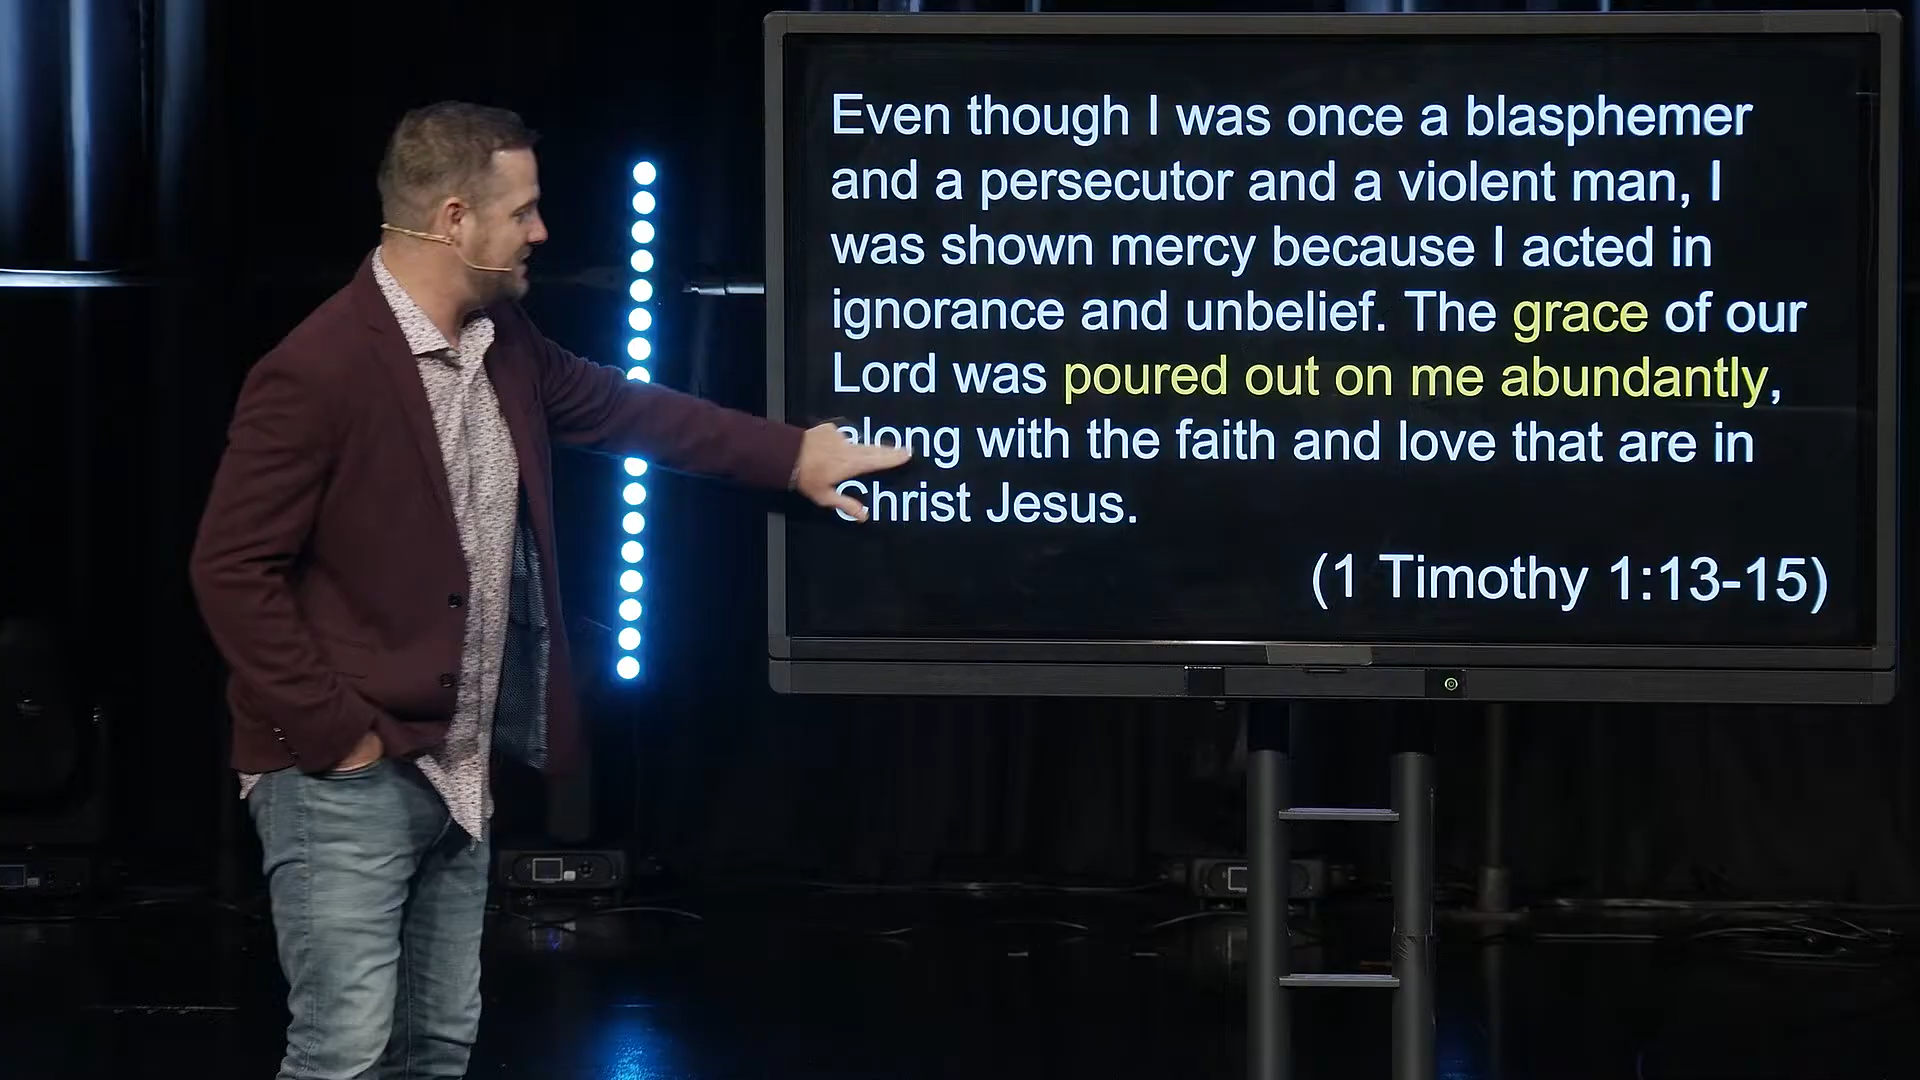 Even though I was once a blasphemer
and a persecutor and a violent man, I
was shown mercy because I acted in
ignorance and unbelief. The grace of our
Lord was poured out on me abundantly,
along with the faith and love that are in
Christ Jesus.
(1 Timothy 1:13-15)